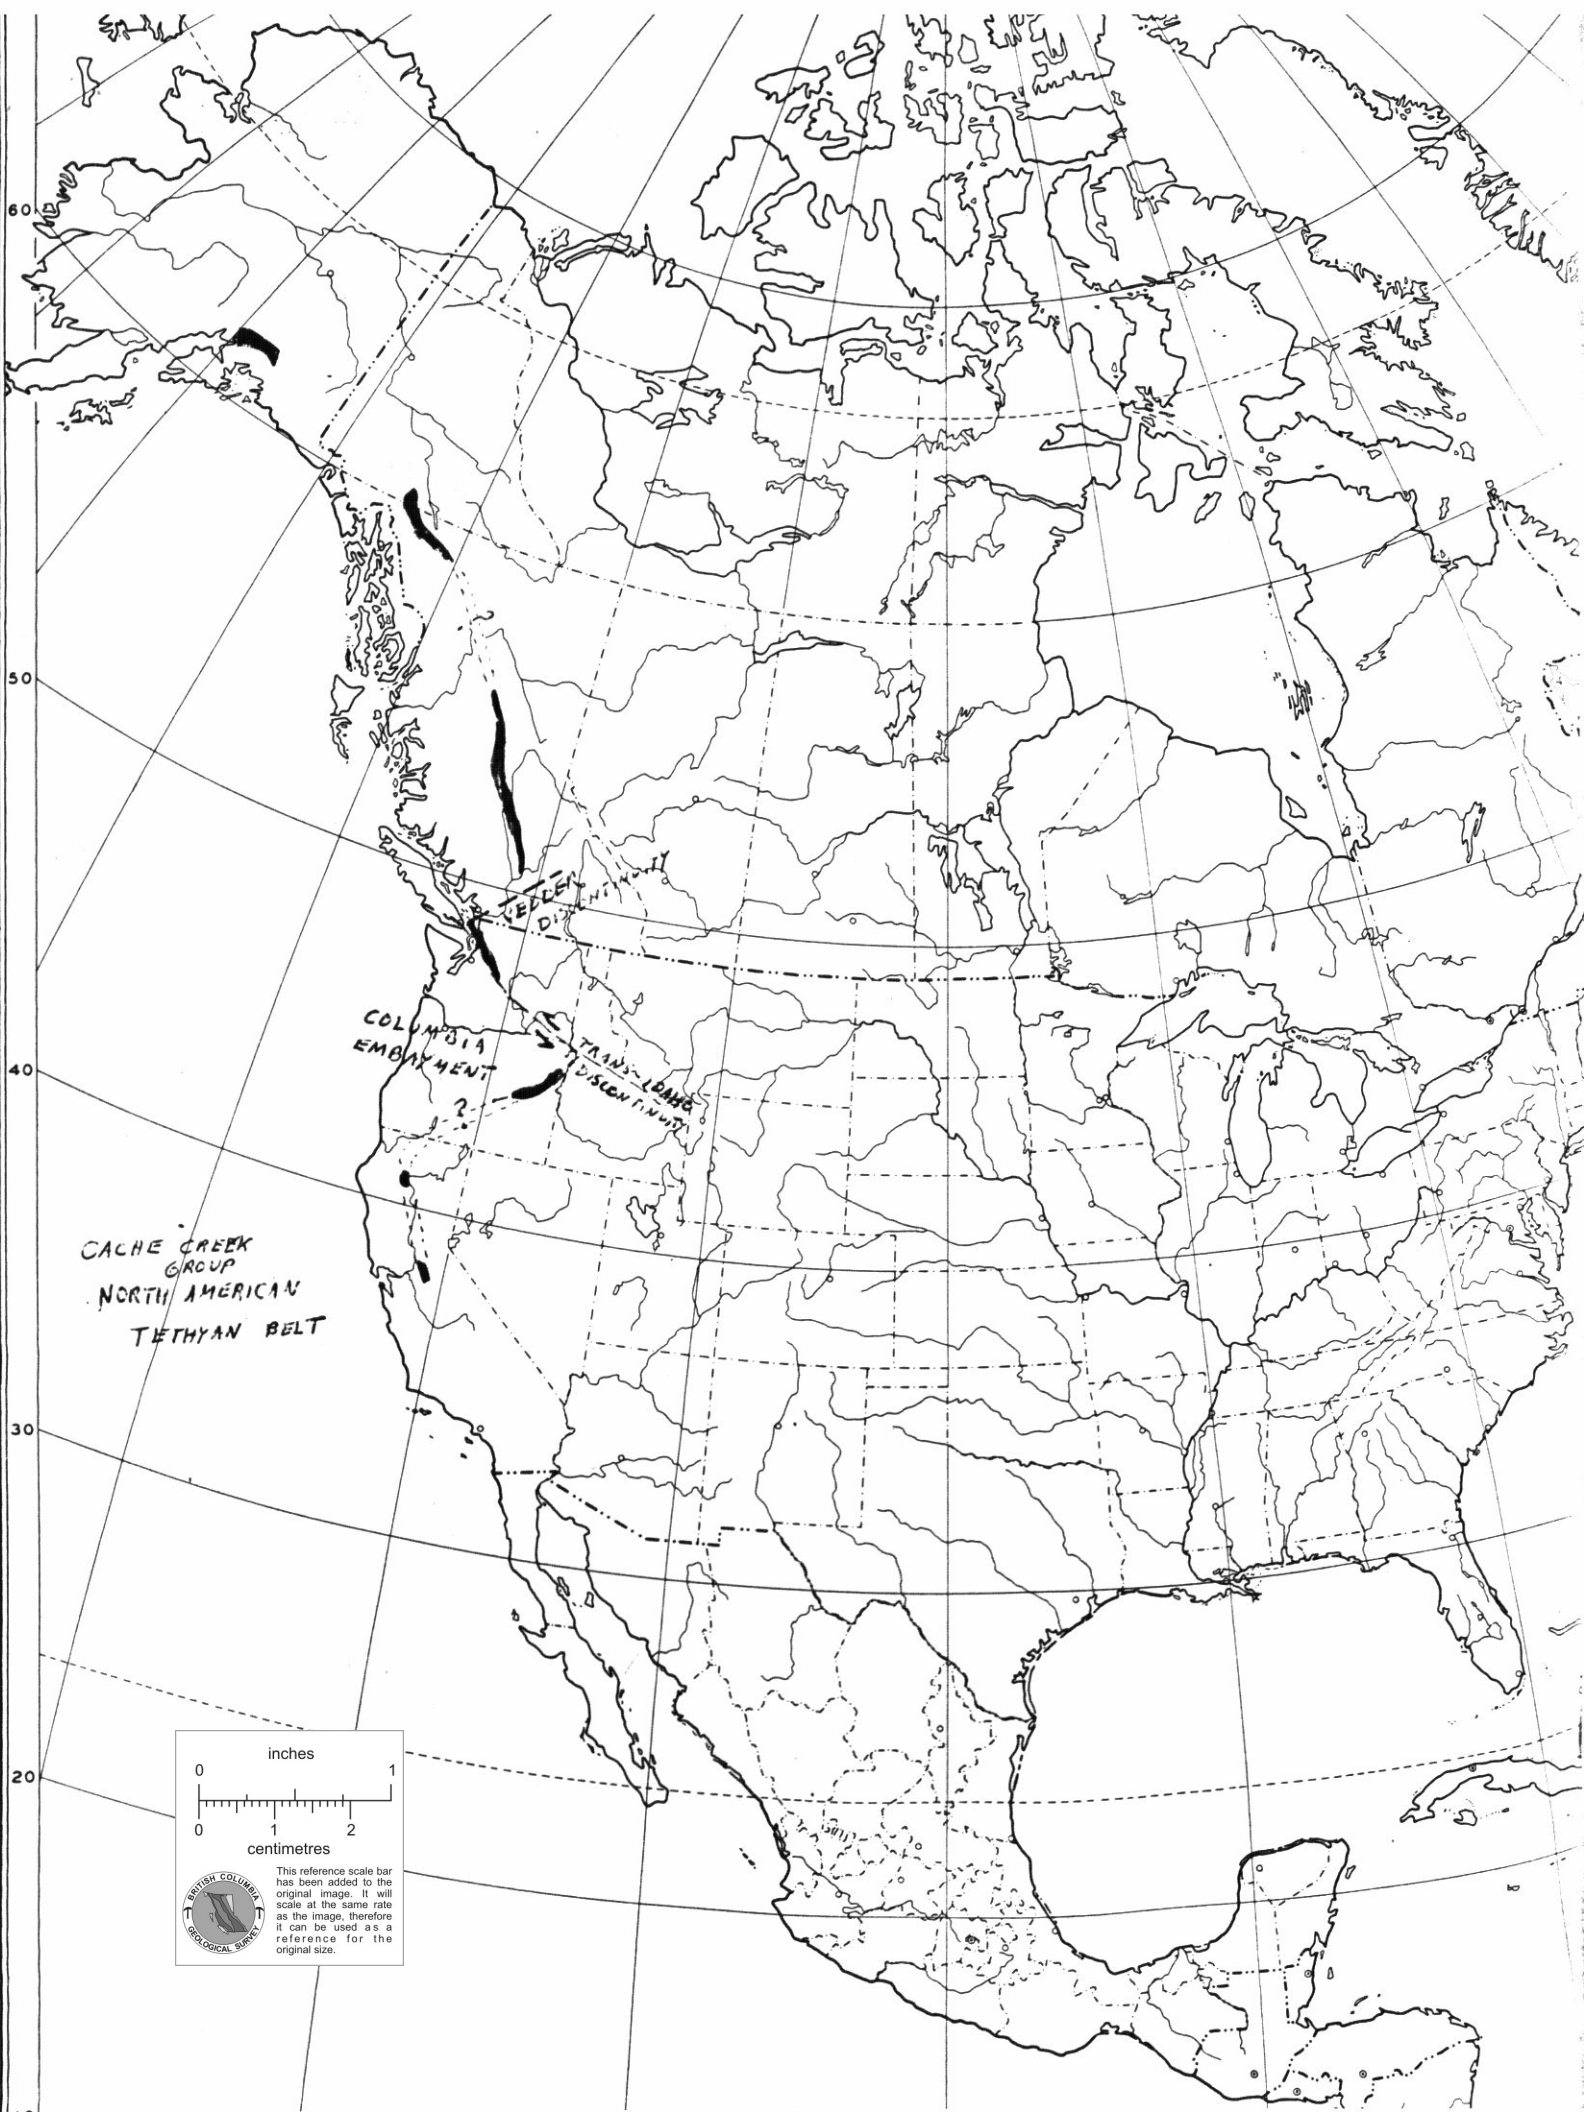 60
50
40
30
20
?
YELLEK
DISCONTINUITY
COLUMBIA
EMBAYMENT
TRANS-IDAHO
DISCONTINUITY
?
CACHE CREEK
GROUP
NORTH AMERICAN
TETHYAN BELT
inches
0 1
0 1 2
centimetres
This reference scale bar
has been added to the
original image. It will
scale at the same rate
as the image, therefore
it can be used as a
reference for the
original size.
BRITISH COLUMBIA
GEOLOGICAL SURVEY